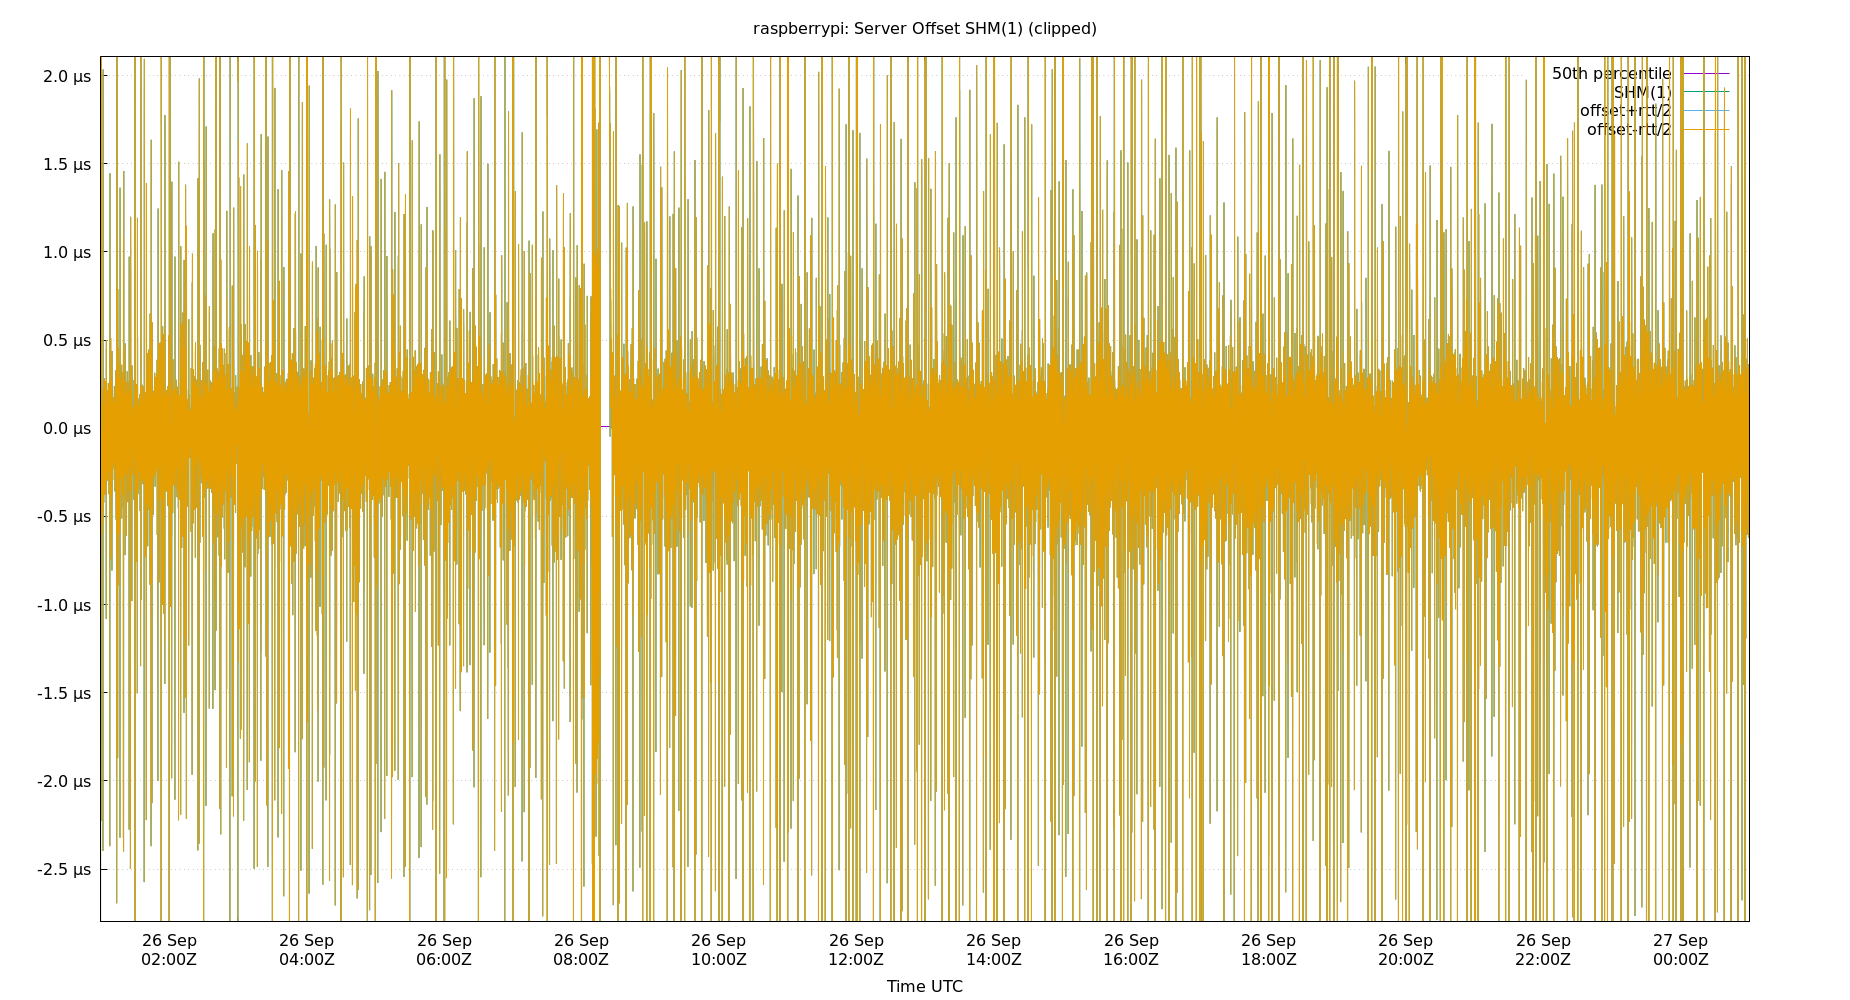 raspberrypi: Server Offset SHM(1) (clipped)
50th percentile
SHM(1)
offset+rtt/2
offset-rtt/2
2.0 µs
1.5 µs
1.0 µs
0.5 µs
0.0 µs
-0.5 µs
-1.0 µs
-1.5 µs
-2.0 µs
-2.5 µs
26 Sep 26 Sep 26 Sep 26 Sep 26 Sep 26 Sep 26 Sep 26 Sep 26 Sep 26 Sep 26 Sep 27 Sep
02:00Z 04:00Z 06:00Z 08:00Z 10:00Z 12:00Z 14:00Z 16:00Z 18:00Z 20:00Z 22:00Z 00:00Z
Time UTC